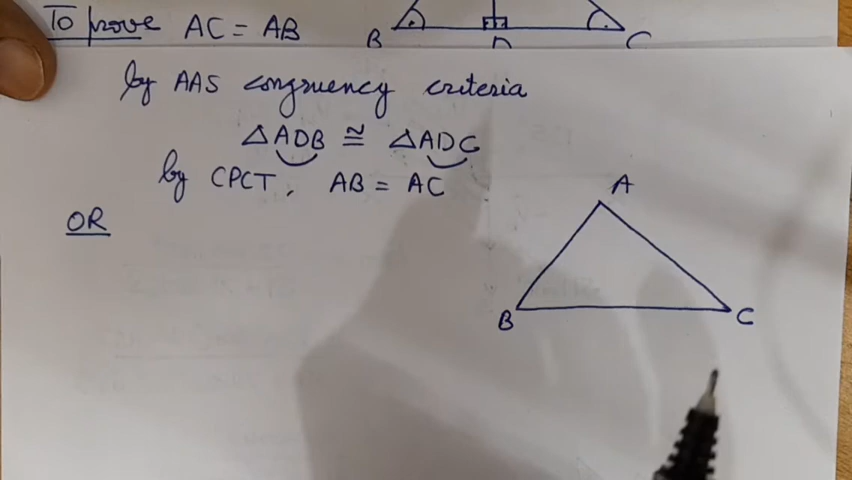 To prove AC = AB
B D C
by AAS congruency criteria
△ADB ≅ △ADC
by CPCT, AB = AC
OR
A
B C